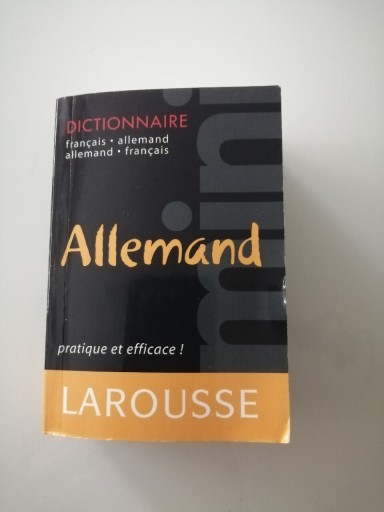 DICTIONNAIRE
français • allemand
allemand • français
mini
Allemand
pratique et efficace !
LAROUSSE